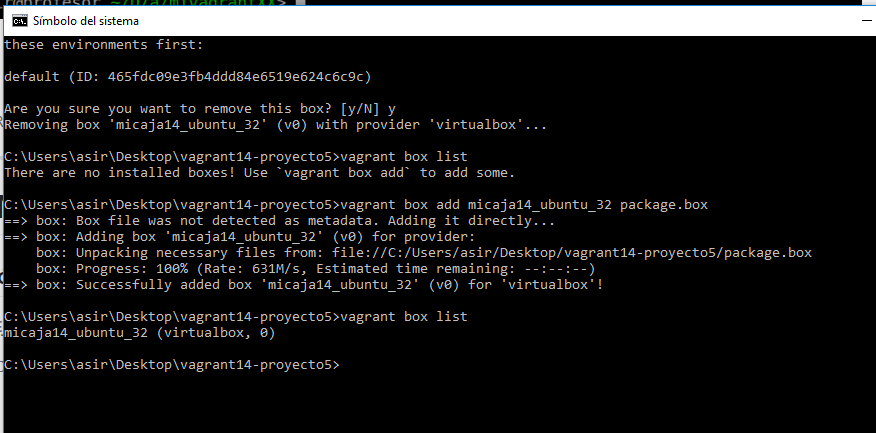 Símbolo del sistema
these environments first:
default (ID: 465fdc09e3fb4ddd84e6519e624c6c9c)
Are you sure you want to remove this box? [y/N] y
Removing box 'micaja14_ubuntu_32' (v0) with provider 'virtualbox'...
C:\Users\asir\Desktop\vagrant14-proyecto5>vagrant box list
There are no installed boxes! Use `vagrant box add` to add some.
C:\Users\asir\Desktop\vagrant14-proyecto5>vagrant box add micaja14_ubuntu_32 package.box
==> box: Box file was not detected as metadata. Adding it directly...
==> box: Adding box 'micaja14_ubuntu_32' (v0) for provider:
    box: Unpacking necessary files from: file://C:/Users/asir/Desktop/vagrant14-proyecto5/package.box
    box: Progress: 100% (Rate: 631M/s, Estimated time remaining: --:--:--)
==> box: Successfully added box 'micaja14_ubuntu_32' (v0) for 'virtualbox'!
C:\Users\asir\Desktop\vagrant14-proyecto5>vagrant box list
micaja14_ubuntu_32 (virtualbox, 0)
C:\Users\asir\Desktop\vagrant14-proyecto5>